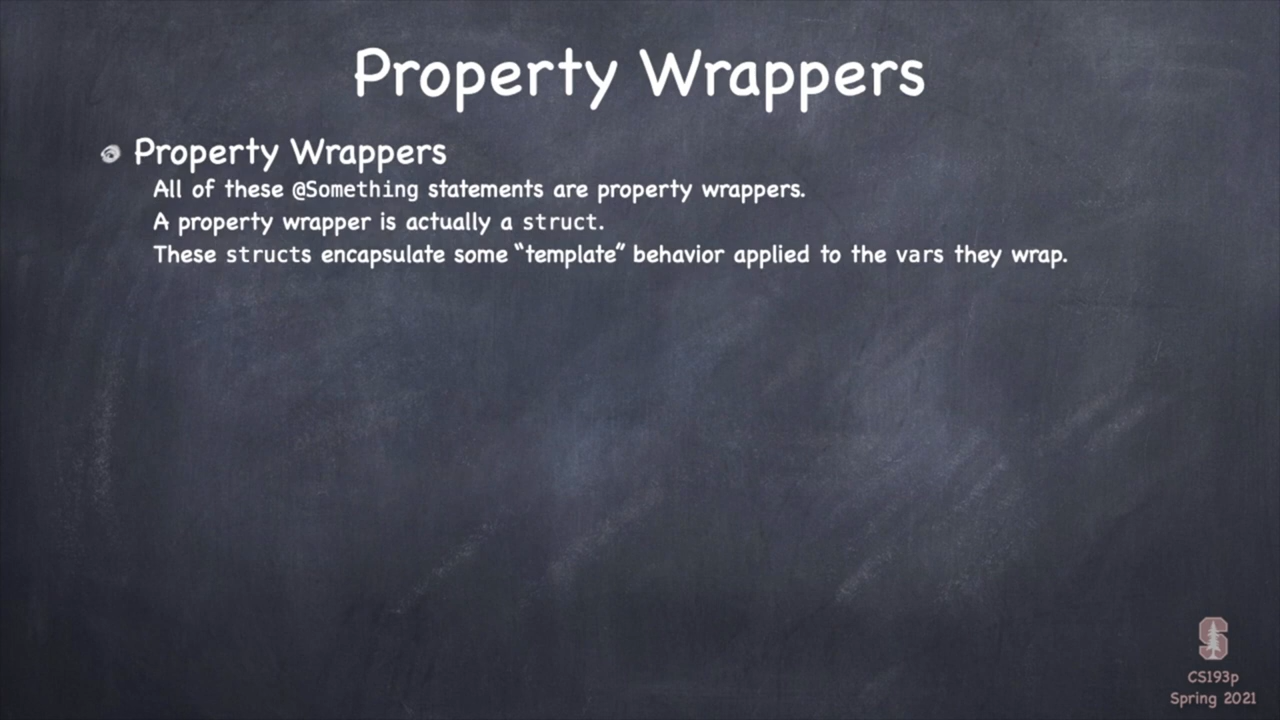 Property Wrappers
Property Wrappers
All of these @Something statements are property wrappers.
A property wrapper is actually a struct.
These structs encapsulate some “template” behavior applied to the vars they wrap.
S
CS193p
Spring 2021